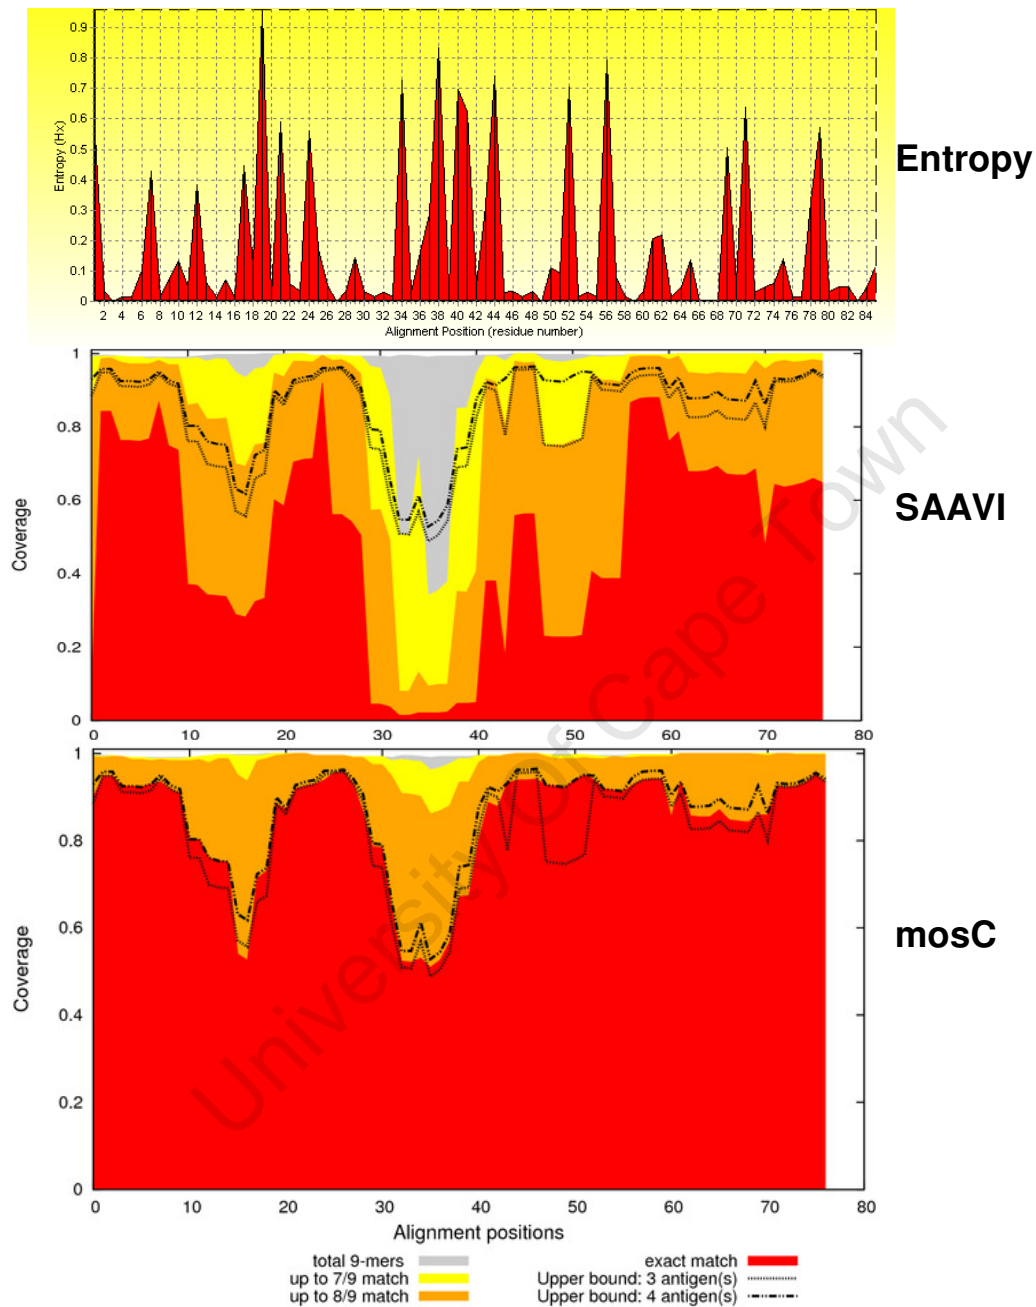 0.9
0.8
0.7
0.6
0.5
0.4
0.3
0.2
0.1
0
Entropy (Hx)
2 4 6 8 10 12 14 16 18 20 22 24 26 28 30 32 34 36 38 40 42 44 46 48 50 52 54 56 58 60 62 64 66 68 70 72 74 76 78 80 82 84
Alignment Position (residue number)
Entropy
1
0.8
0.6
0.4
0.2
0
Coverage
0 10 20 30 40 50 60 70 80
SAAVI
1
0.8
0.6
0.4
0.2
0
Coverage
0 10 20 30 40 50 60 70 80
Alignment positions
mosC
total 9-mers
up to 7/9 match
up to 8/9 match
exact match
Upper bound: 3 antigen(s)
Upper bound: 4 antigen(s)
University Of Cape Town